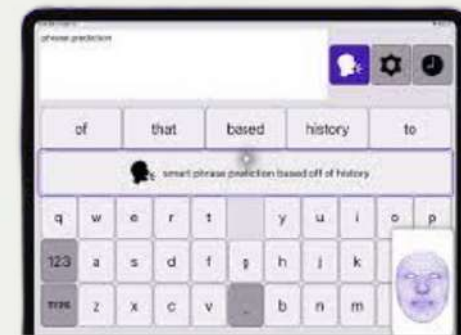 phrase prediction
of that based history to
smart phrase prediction based off of history
q w e r t y u i o p
123 a s d f g h j k
z x c v b n m